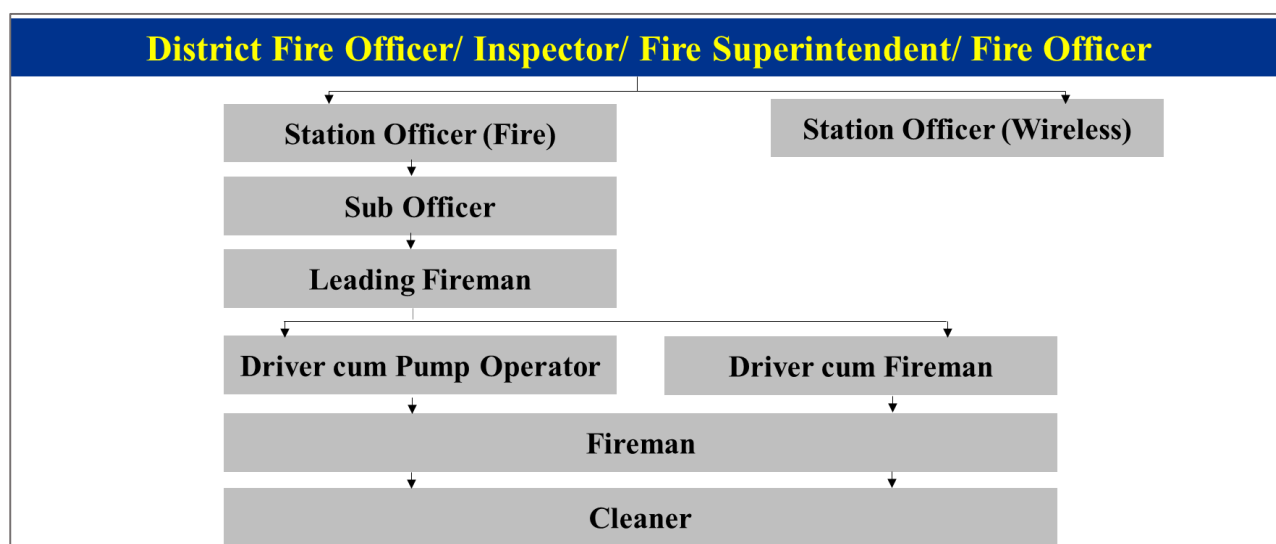 District Fire Officer/ Inspector/ Fire Superintendent/ Fire Officer
Station Officer (Fire)
Station Officer (Wireless)
Sub Officer
Leading Fireman
Driver cum Pump Operator
Driver cum Fireman
Fireman
Cleaner